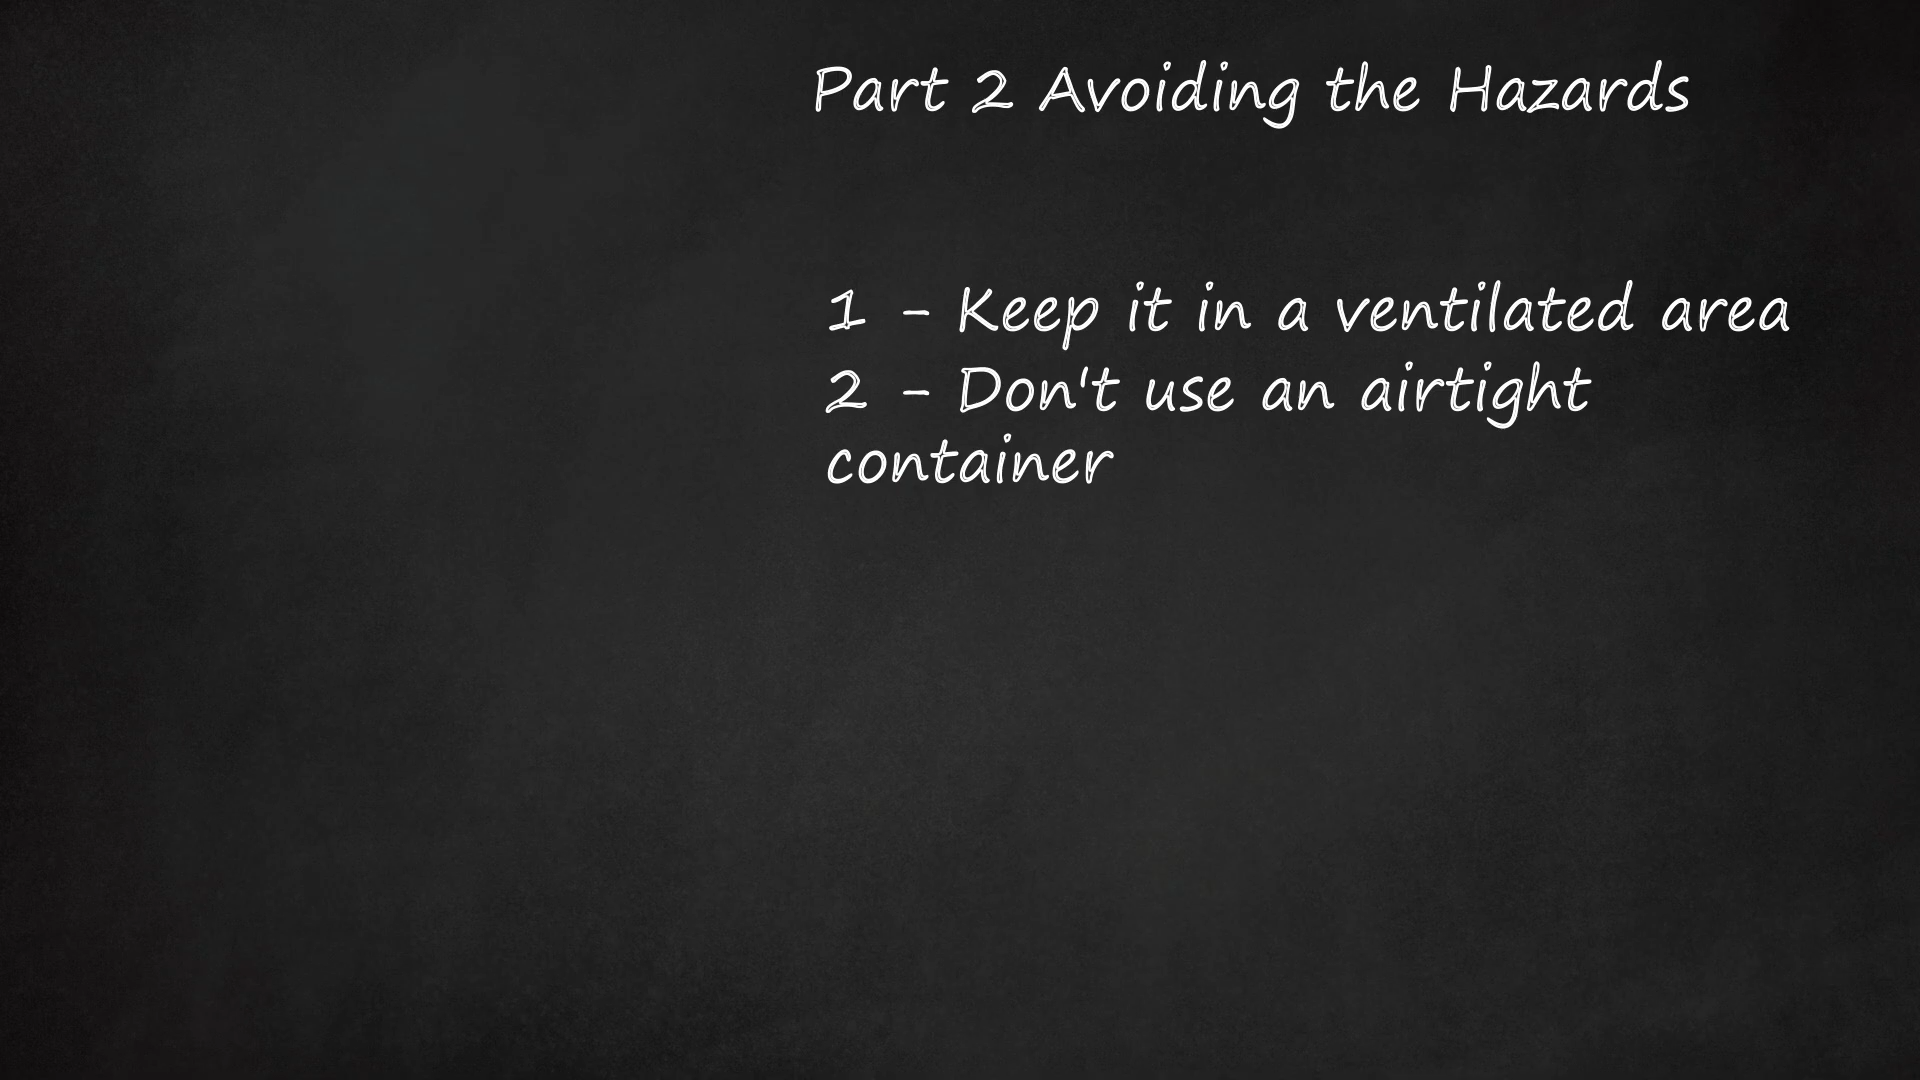 Part 2 Avoiding the Hazards
1 - Keep it in a ventilated area
2 - Don't use an airtight
container